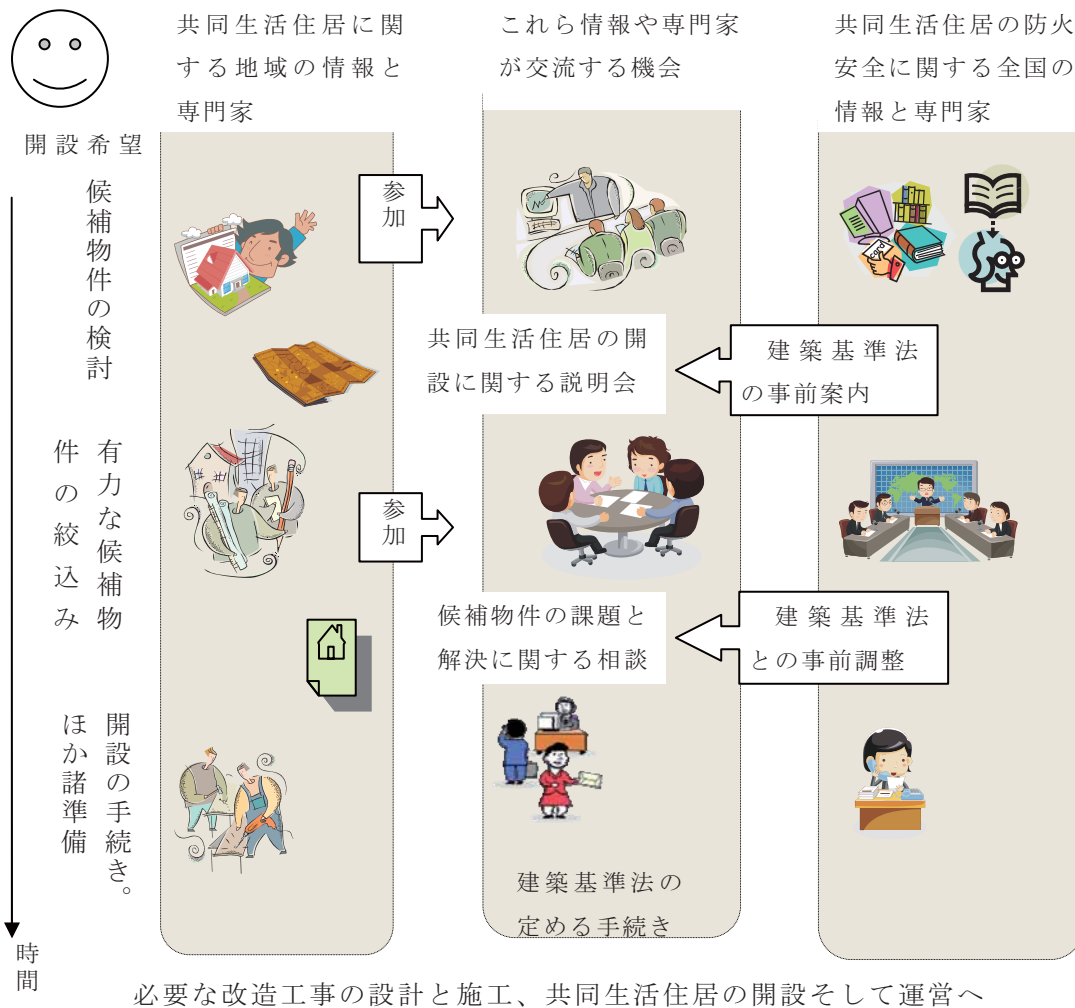 共同生活住居に関
する地域の情報と
専門家
これら情報や専門家
が交流する機会
共同生活住居の防火
安全に関する全国の
情報と専門家
開設希望
候補物件の検討
参加
共同生活住居の開
設に関する説明会
建築基準法
の事前案内
有力な候補物
件の絞込み
参加
候補物件の課題と
解決に関する相談
建築基準法
との事前調整
開設の手続き。
ほか諸準備
建築基準法の
定める手続き
時間
必要な改造工事の設計と施工、共同生活住居の開設そして運営へ